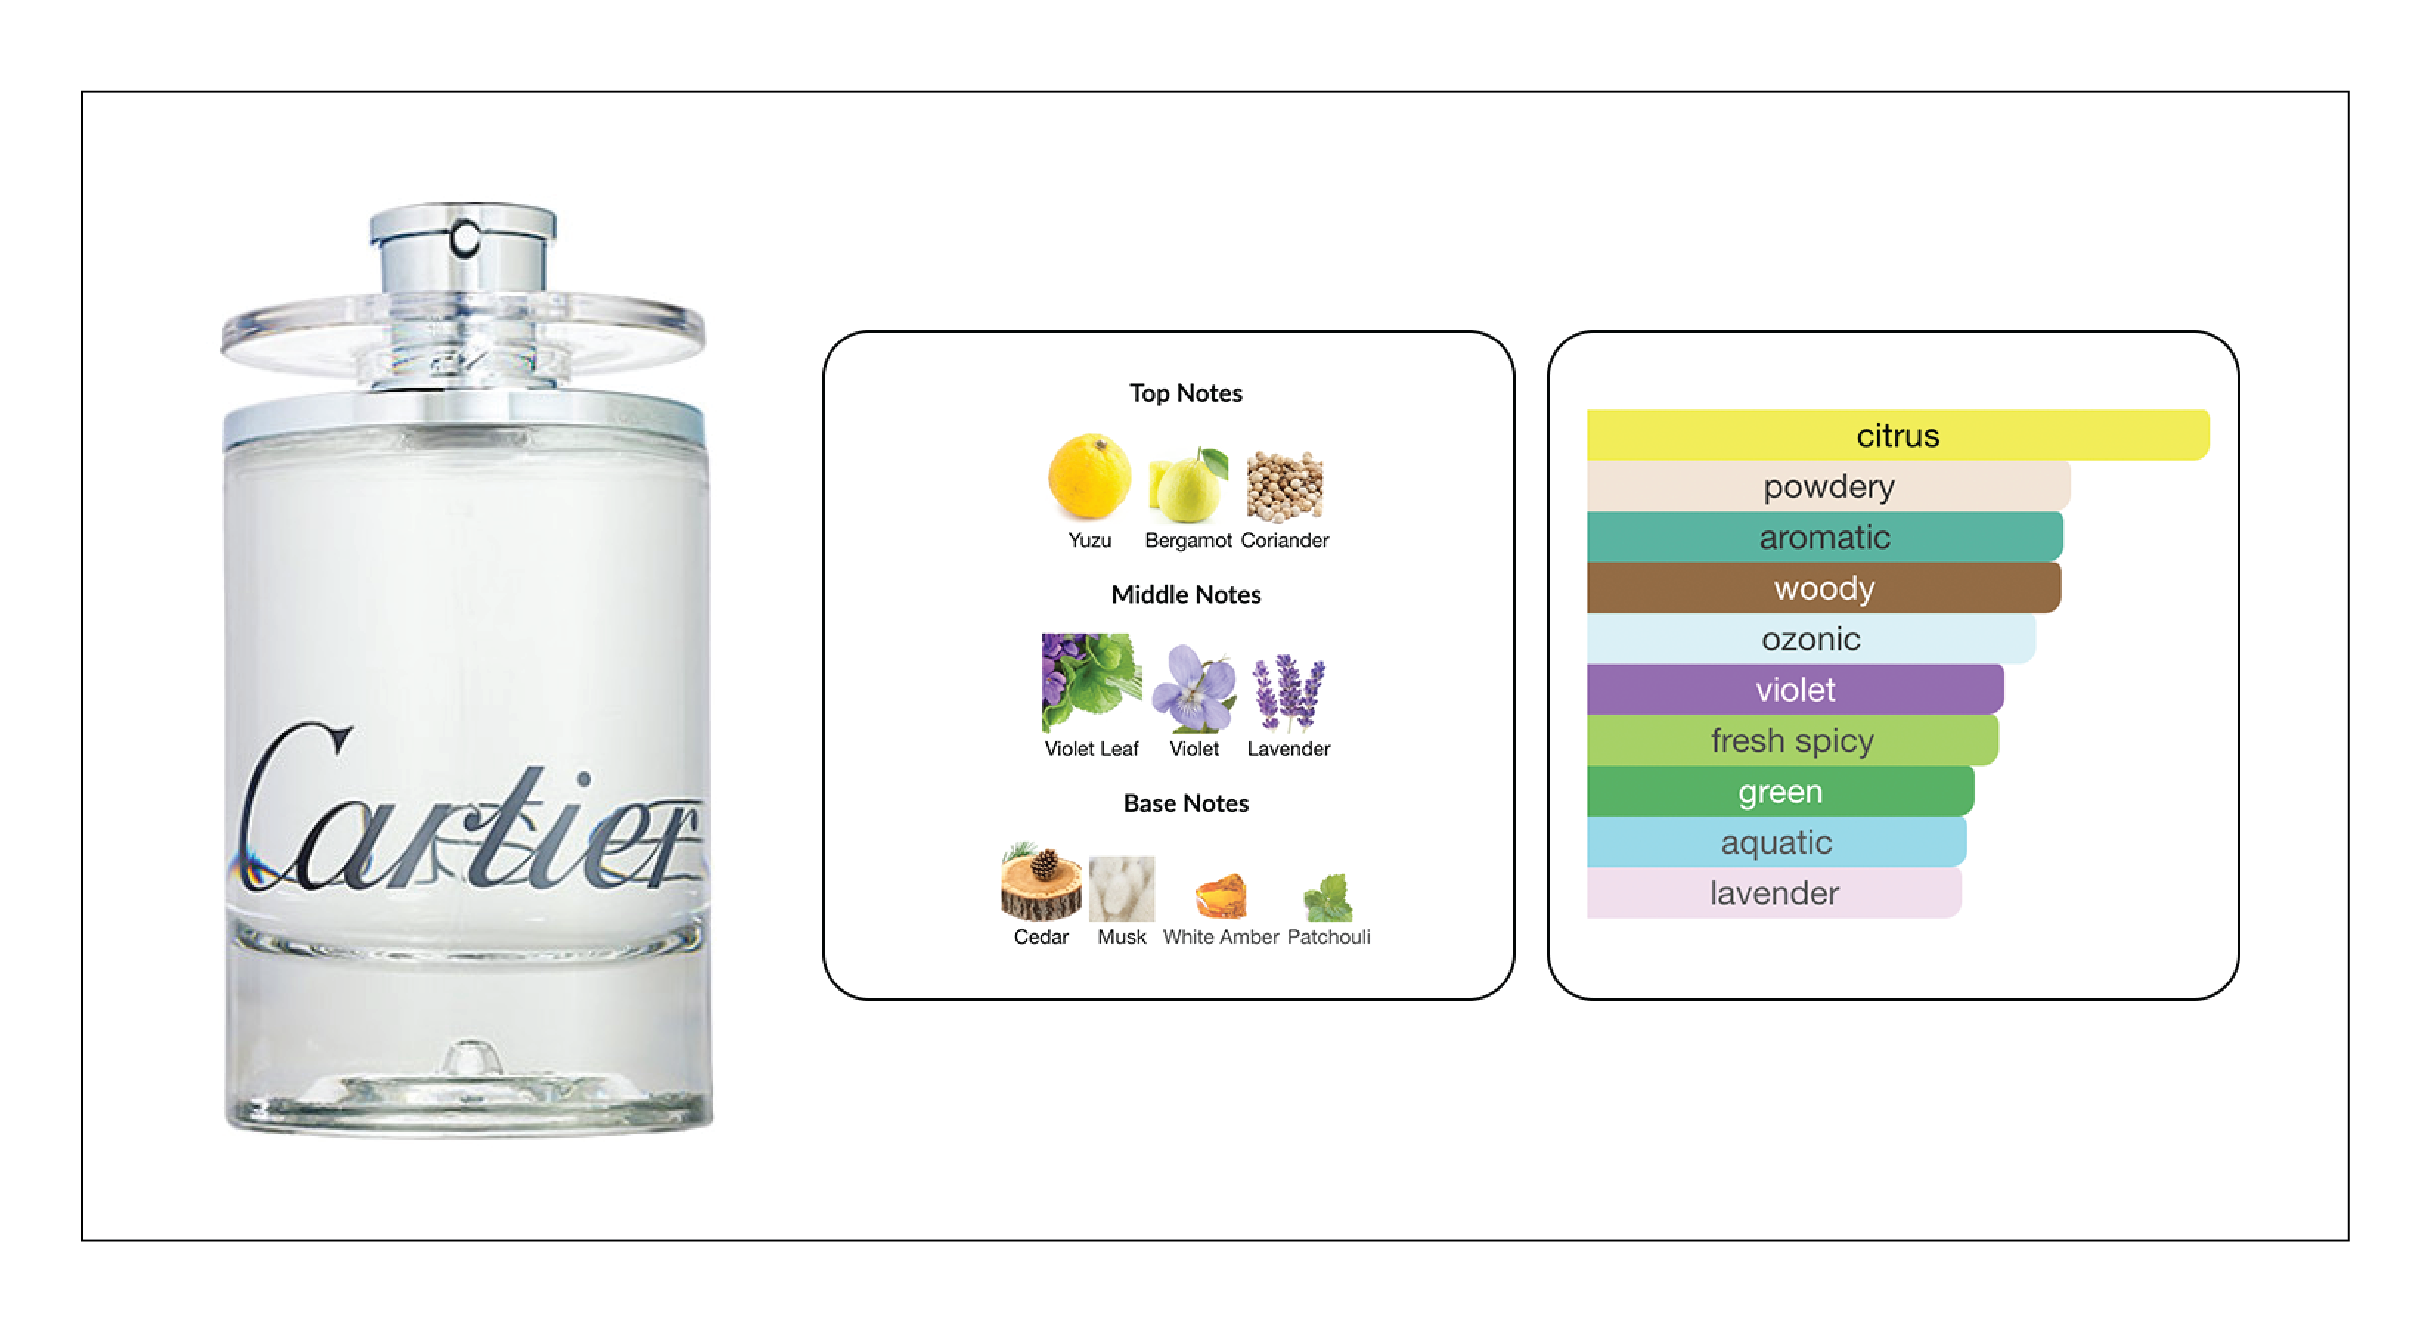 Cartier
Top Notes
Yuzu Bergamot Coriander
Middle Notes
Violet Leaf Violet Lavender
Base Notes
Cedar Musk White Amber Patchouli
citrus
powdery
aromatic
woody
ozonic
violet
fresh spicy
green
aquatic
lavender